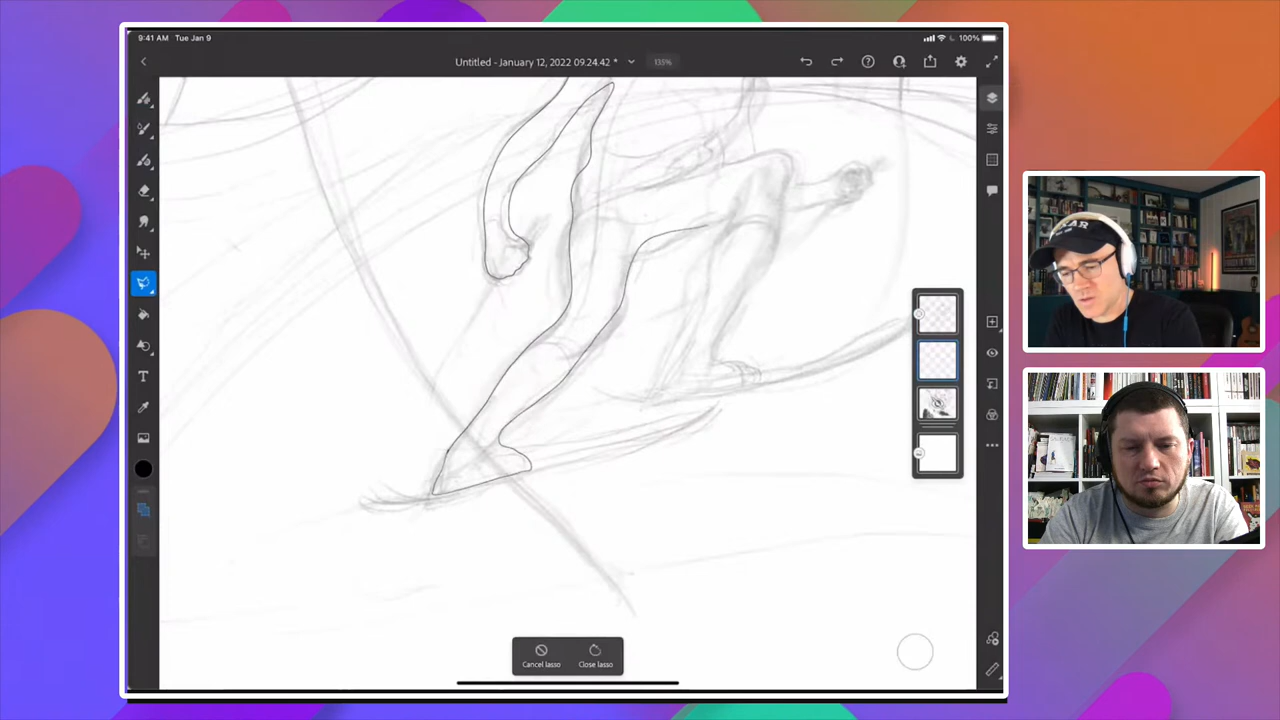 9:41 AM Tue Jan 9
100%
Untitled - January 12, 2022 09.24.42 *
135%
T
Cancel lasso
Close lasso